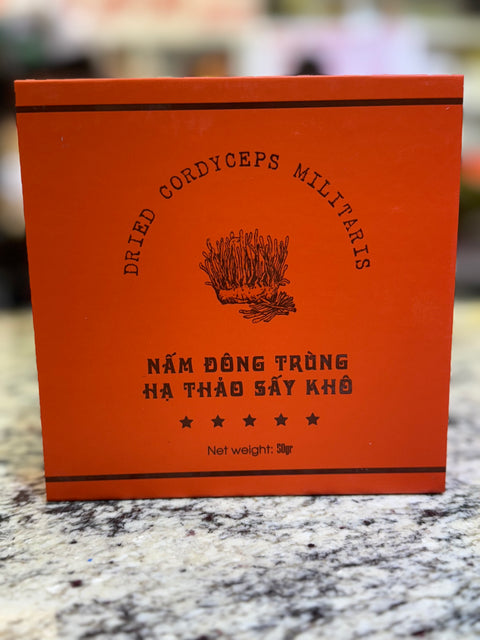 DRIED CORDYCEPS MILITARIS
NẤM ĐÔNG TRÙNG
HẠ THẢO SẤY KHÔ
Net weight: 50gr